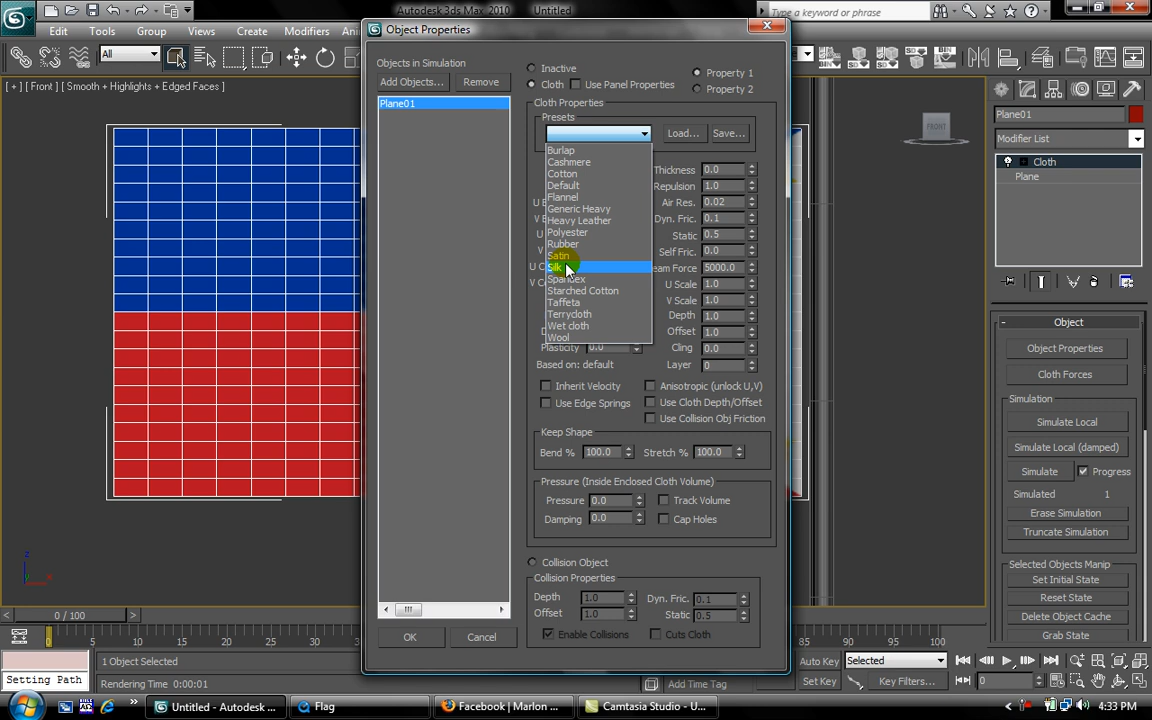 Autodesk 3ds Max 2010 Untitled
Type a keyword or phrase
Edit Tools Group Views Create Modifiers
All
[ + ] [ Front ] [ Smooth + Highlights + Edged Faces ]
Object Properties
Objects in Simulation
Add Objects... Remove
Plane01
Inactive
Cloth Use Panel Properties
Property 1
Property 2
Cloth Properties
Presets
Load... Save...
Burlap
Cashmere
Cotton
Default
Flannel
Generic Heavy
Heavy Leather
Polyester
Rubber
Satin
Silk
Spandex
Starched Cotton
Taffeta
Terrycloth
Wet cloth
Wool
Thickness 0.0
Repulsion 1.0
Air Res. 0.02
Dyn. Fric. 0.1
Static 0.5
Self Fric. 0.0
eam Force 5000.0
U Scale 1.0
V Scale 1.0
Depth 1.0
Offset 1.0
Plasticity 0.0 Cling 0.0
Based on: default Layer 0
Inherit Velocity Anisotropic (unlock U,V)
Use Edge Springs Use Cloth Depth/Offset
Use Collision Obj Friction
Keep Shape
Bend % 100.0 Stretch % 100.0
Pressure (Inside Enclosed Cloth Volume)
Pressure 0.0 Track Volume
Damping 0.0 Cap Holes
Collision Object
Collision Properties
Depth 1.0 Dyn. Fric. 0.1
Offset 1.0 Static 0.5
Enable Collisions Cuts Cloth
OK Cancel
FRONT
Plane01
Modifier List
Cloth
Plane
Object
Object Properties
Cloth Forces
Simulation
Simulate Local
Simulate Local (damped)
Simulate Progress
Simulated 1
Erase Simulation
Truncate Simulation
Selected Objects Manip
Set Initial State
Reset State
Delete Object Cache
Grab State
z
x
0 / 100
0 5 10 15 20 25 30 85 90 95 100
1 Object Selected
Setting Path Rendering Time 0:00:01
Add Time Tag
Auto Key Selected
Set Key Key Filters... 0
Untitled - Autodesk ... Flag Facebook | Marlon ... Camtasia Studio - U...
4:33 PM